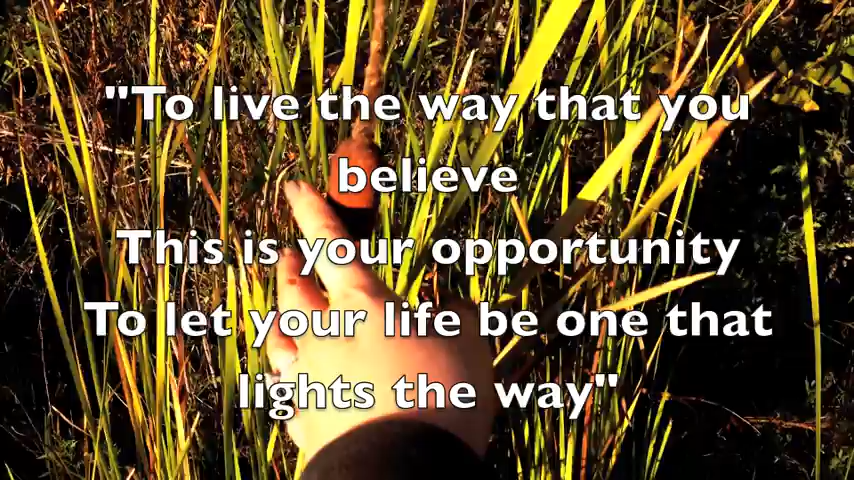 "To live the way that you
believe
This is your opportunity
To let your life be one that
lights the way"